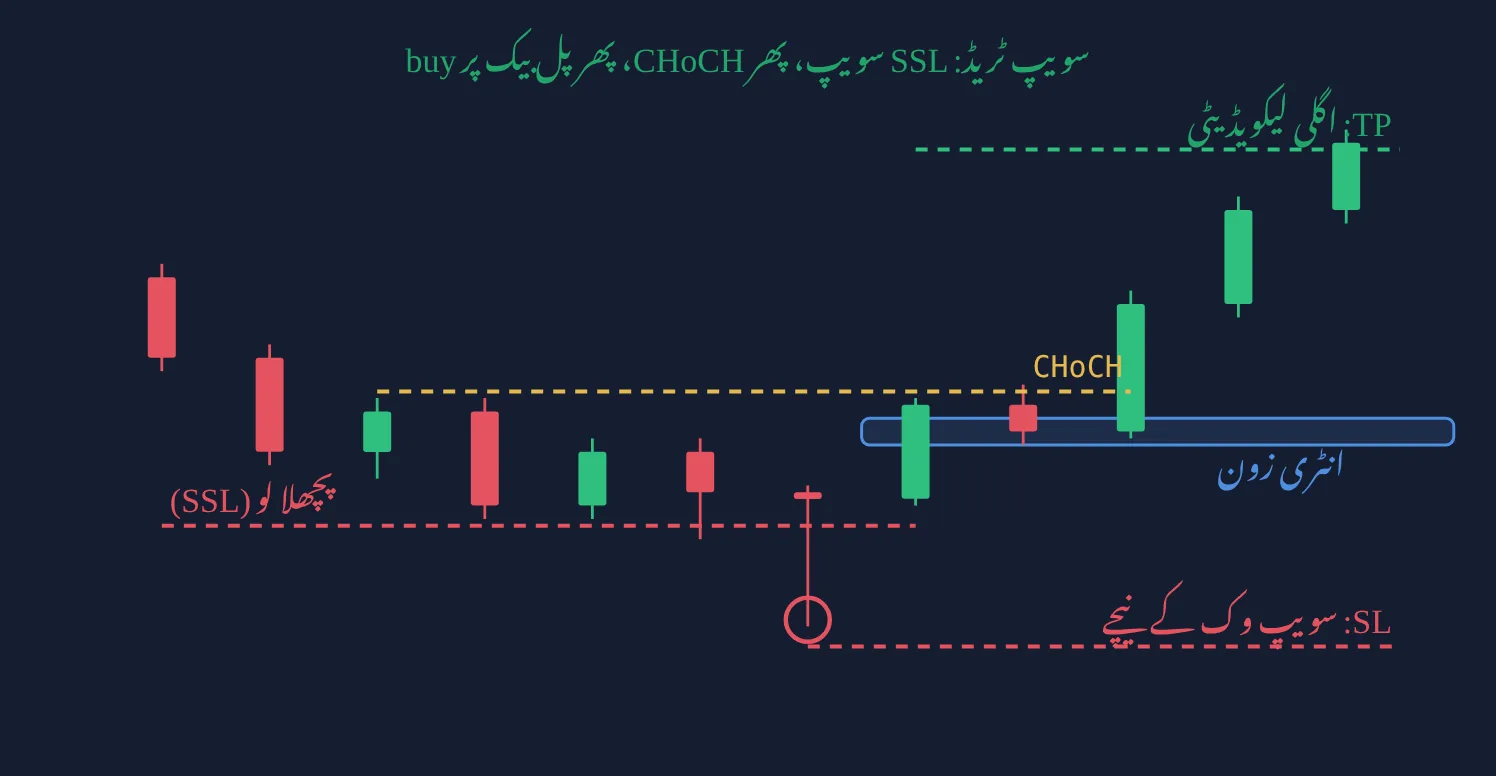 سویپ ٹریڈ: SSL سویپ، پھر CHoCH، پھر پل بیک پر buy
TP: اگلی لیکویڈیٹی
CHoCH
انٹری زون
پچھلا لو (SSL)
SL: سویپ وک کے نیچے